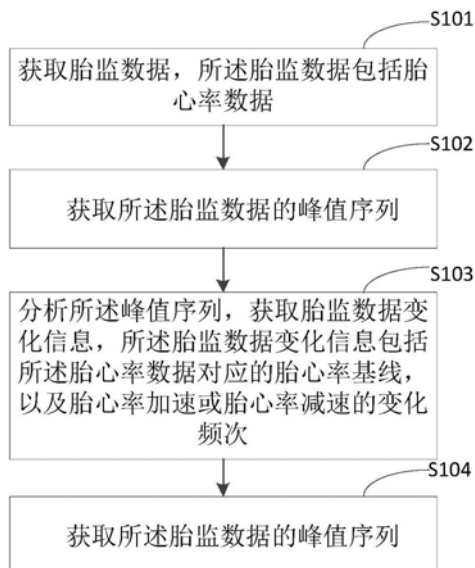 S101
获取胎监数据，所述胎监数据包括胎
心率数据
S102
获取所述胎监数据的峰值序列
S103
分析所述峰值序列，获取胎监数据变
化信息，所述胎监数据变化信息包括
所述胎心率数据对应的胎心率基线，
以及胎心率加速或胎心率减速的变化
频次
S104
获取所述胎监数据的峰值序列